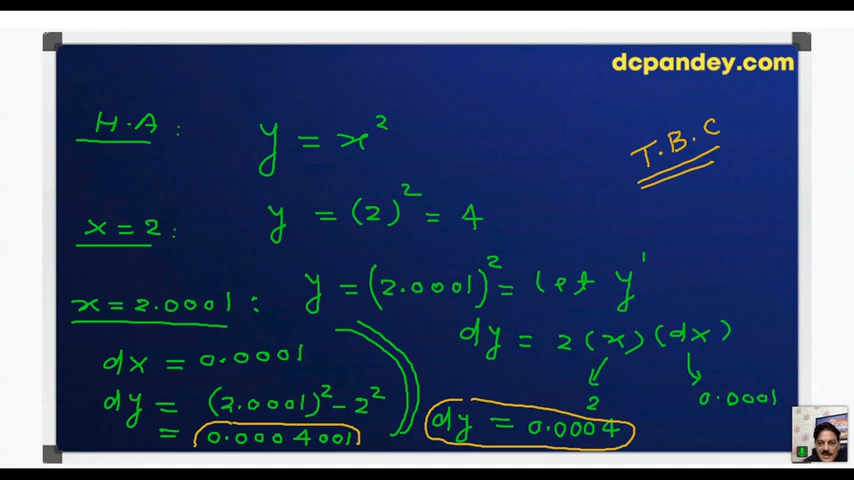 dcpandey.com
H.A : y = x²
T.B.C
x = 2 : y = (2)² = 4
x = 2.0001 : y = (2.0001)² = let y'
dx = 0.0001
dy = (2.0001)² - 2²
= 0.0004001
dy = 2(x)(dx)
2
0.0001
dy = 0.0004